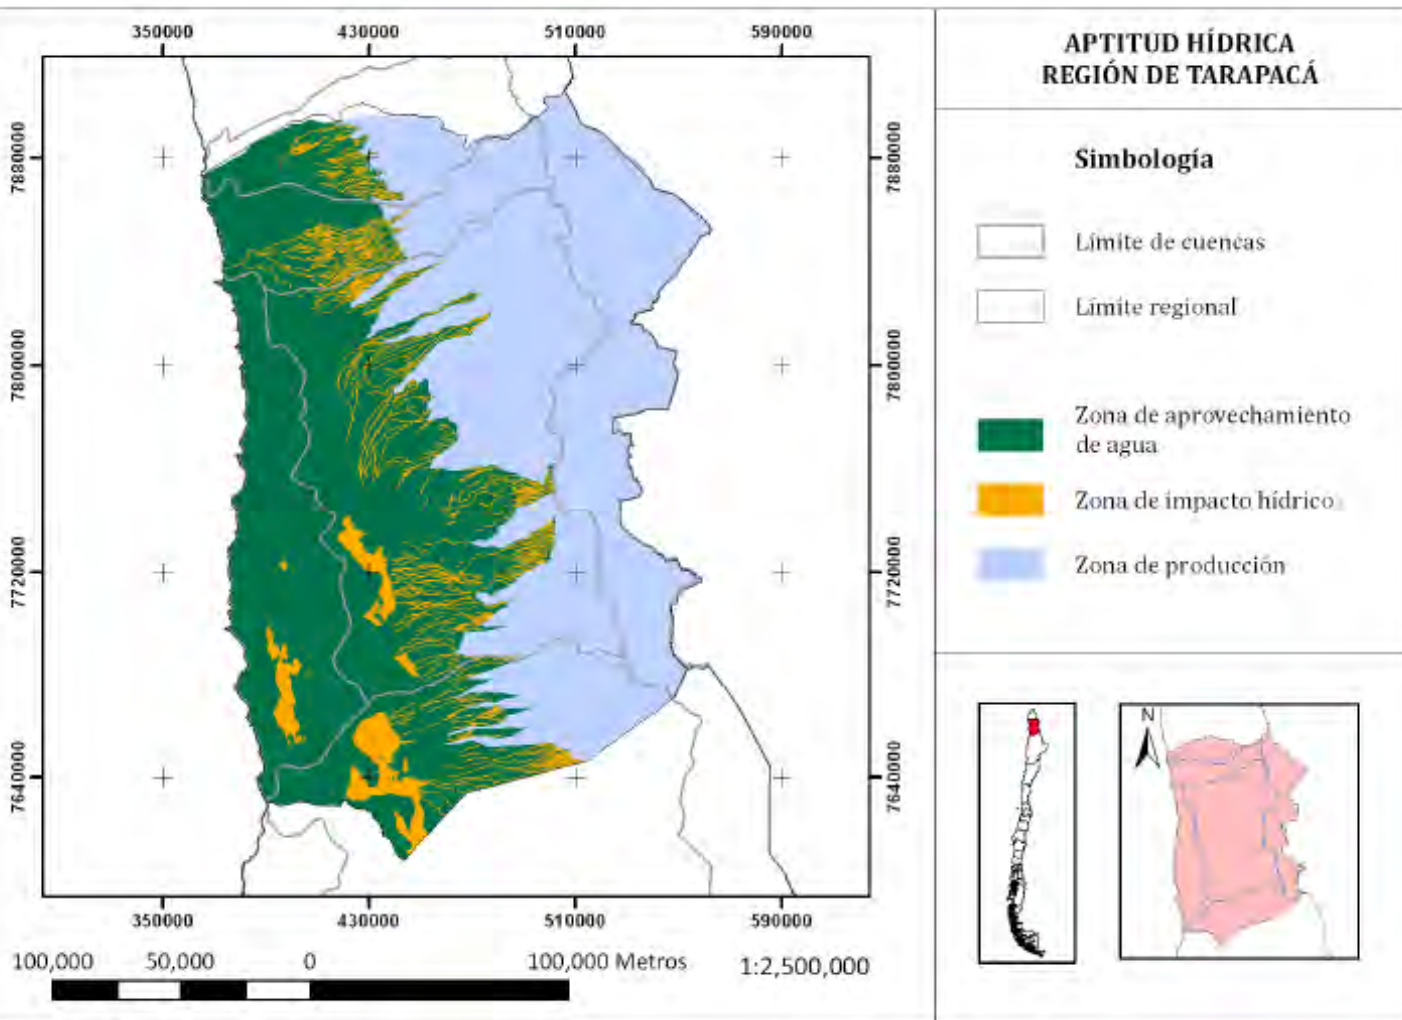 350000 430000 510000 590000
APTITUD HÍDRICA
REGIÓN DE TARAPACÁ
Simbología
Límite de cuencas
Límite regional
Zona de aprovechamiento
de agua
Zona de impacto hídrico
Zona de producción
7880000
7880000
7800000
7800000
7720000
7720000
7640000
7640000
N
350000 430000 510000 590000
100,000 50,000 0 100,000 Metros 1:2,500,000